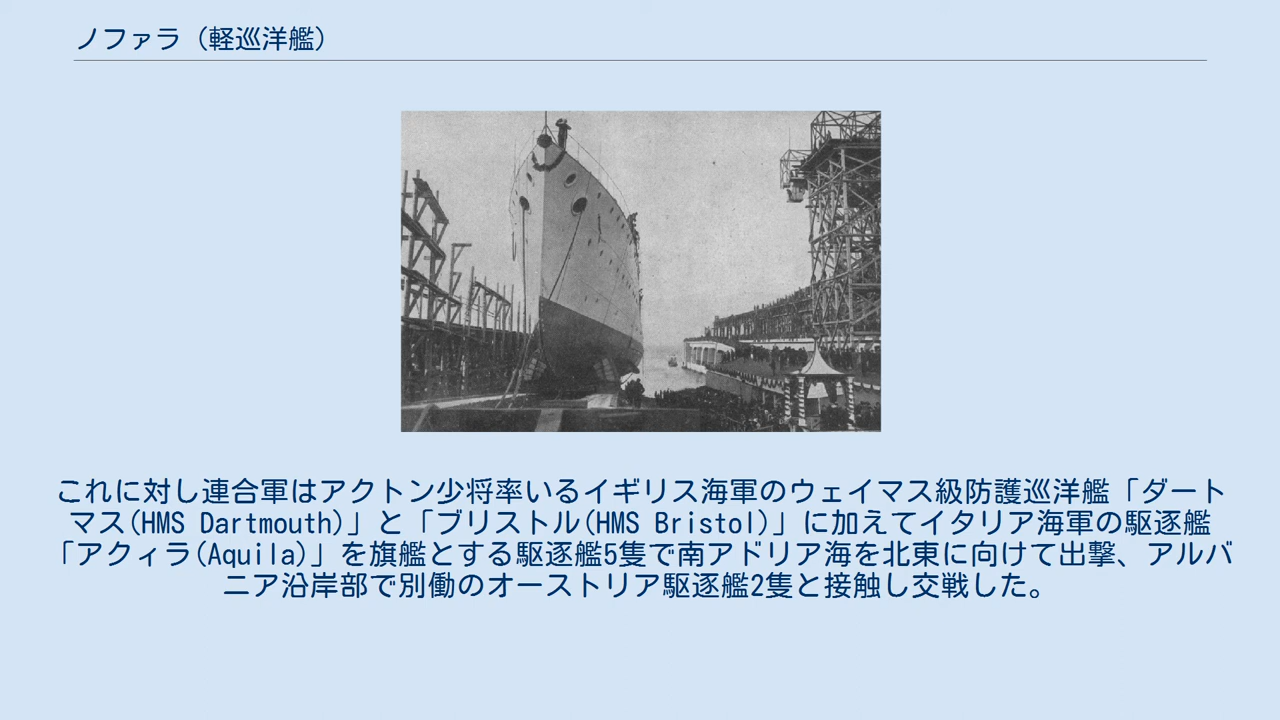 ノファラ（軽巡洋艦）
これに対し連合軍はアクトン少将率いるイギリス海軍のウェイマス級防護巡洋艦「ダート
マス(HMS Dartmouth)」と「ブリストル(HMS Bristol)」に加えてイタリア海軍の駆逐艦
「アクィラ(Aquila)」を旗艦とする駆逐艦5隻で南アドリア海を北東に向けて出撃、アルバ
ニア沿岸部で別働のオーストリア駆逐艦2隻と接触し交戦した。